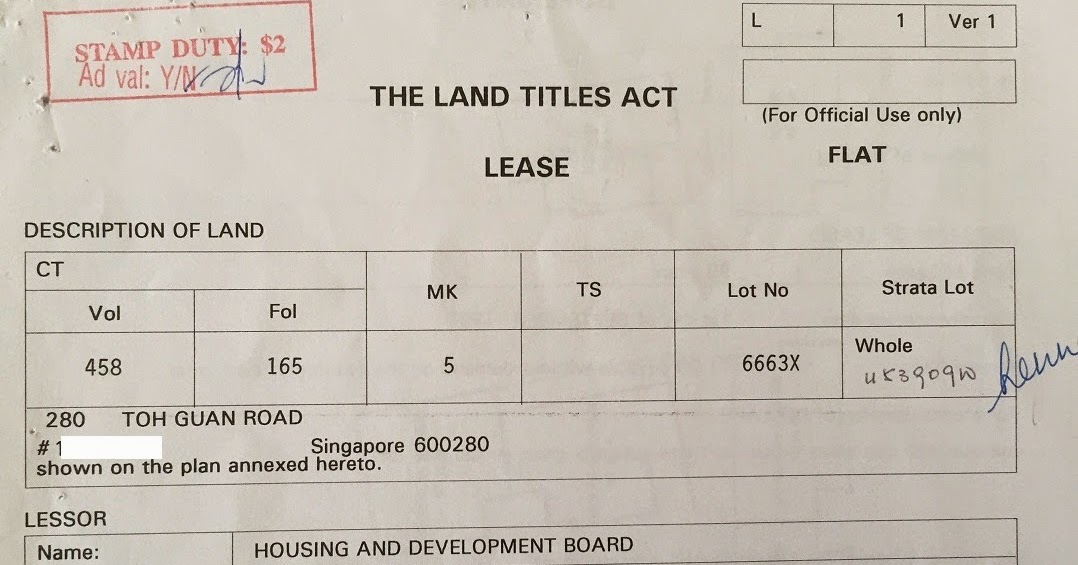 STAMP DUTY: $2
Ad val: Y/N
L 1 Ver 1
THE LAND TITLES ACT
(For Official Use only)
LEASE
FLAT
DESCRIPTION OF LAND
CT
Vol Fol MK TS Lot No Strata Lot
458 165 5 6663X Whole
U53909W
280 TOH GUAN ROAD
# 1
Singapore 600280
shown on the plan annexed hereto.
LESSOR
Name: HOUSING AND DEVELOPMENT BOARD